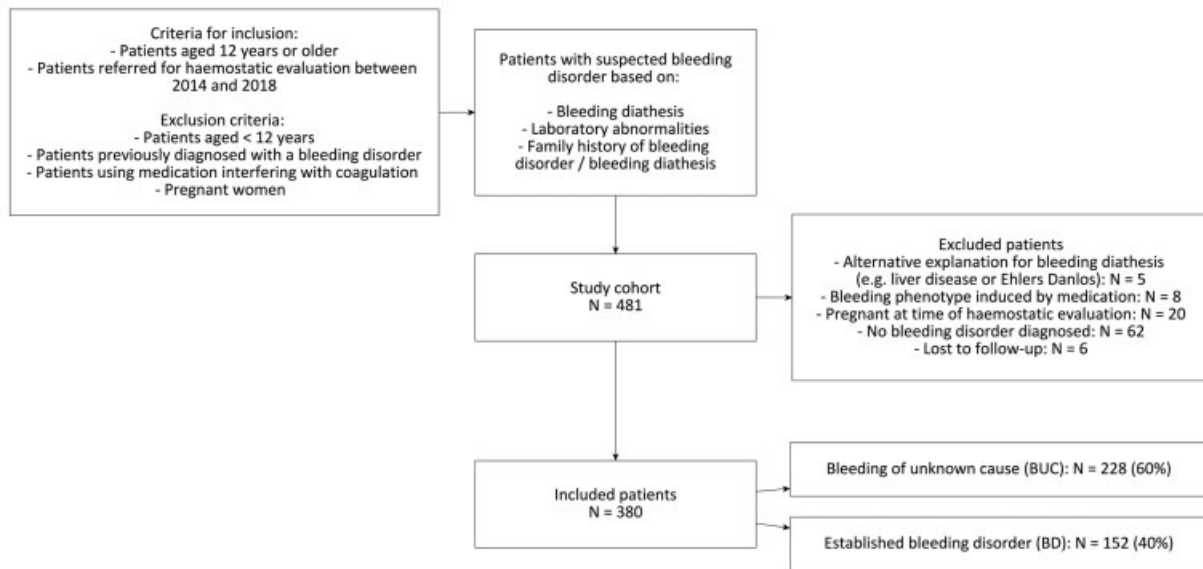 Criteria for inclusion:
- Patients aged 12 years or older
- Patients referred for haemostatic evaluation between
2014 and 2018
Exclusion criteria:
- Patients aged < 12 years
- Patients previously diagnosed with a bleeding disorder
- Patients using medication interfering with coagulation
- Pregnant women
Patients with suspected bleeding
disorder based on:
- Bleeding diathesis
- Laboratory abnormalities
- Family history of bleeding
disorder / bleeding diathesis
Study cohort
N = 481
Excluded patients
- Alternative explanation for bleeding diathesis
(e.g. liver disease or Ehlers Danlos): N = 5
- Bleeding phenotype induced by medication: N = 8
- Pregnant at time of haemostatic evaluation: N = 20
- No bleeding disorder diagnosed: N = 62
- Lost to follow-up: N = 6
Included patients
N = 380
Bleeding of unknown cause (BUC): N = 228 (60%)
Established bleeding disorder (BD): N = 152 (40%)